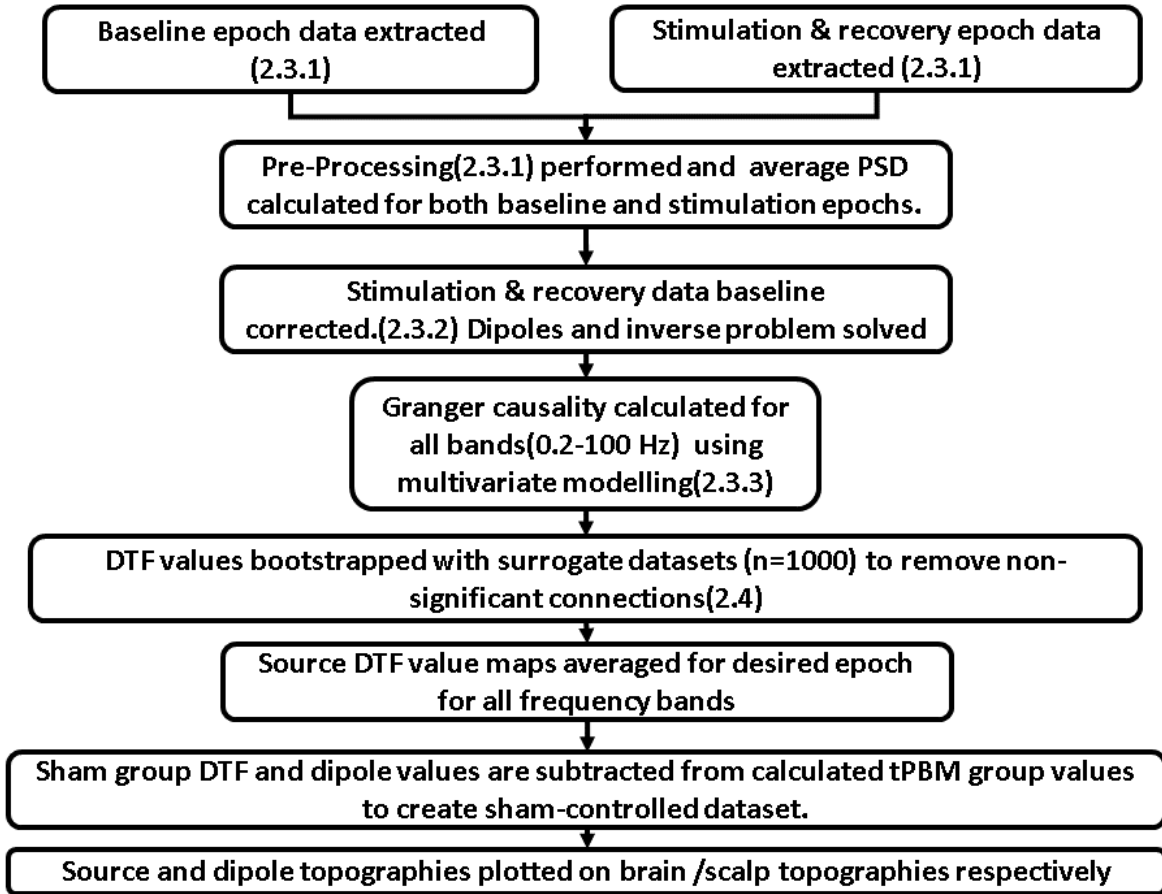 Baseline epoch data extracted
(2.3.1)
Stimulation & recovery epoch data
extracted (2.3.1)
Pre-Processing(2.3.1) performed and average PSD
calculated for both baseline and stimulation epochs.
Stimulation & recovery data baseline
corrected.(2.3.2) Dipoles and inverse problem solved
Granger causality calculated for
all bands(0.2-100 Hz) using
multivariate modelling(2.3.3)
DTF values bootstrapped with surrogate datasets (n=1000) to remove non-
significant connections(2.4)
Source DTF value maps averaged for desired epoch
for all frequency bands
Sham group DTF and dipole values are subtracted from calculated tPBM group values
to create sham-controlled dataset.
Source and dipole topographies plotted on brain /scalp topographies respectively